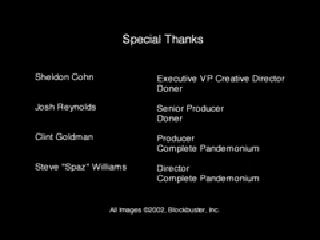 Special Thanks
Sheldon Cohn Executive VP Creative Director
Doner
Josh Reynolds Senior Producer
Doner
Clint Goldman Producer
Complete Pandemonium
Steve "Spaz" Williams Director
Complete Pandemonium
All Images ©2002, Blockbuster, Inc.